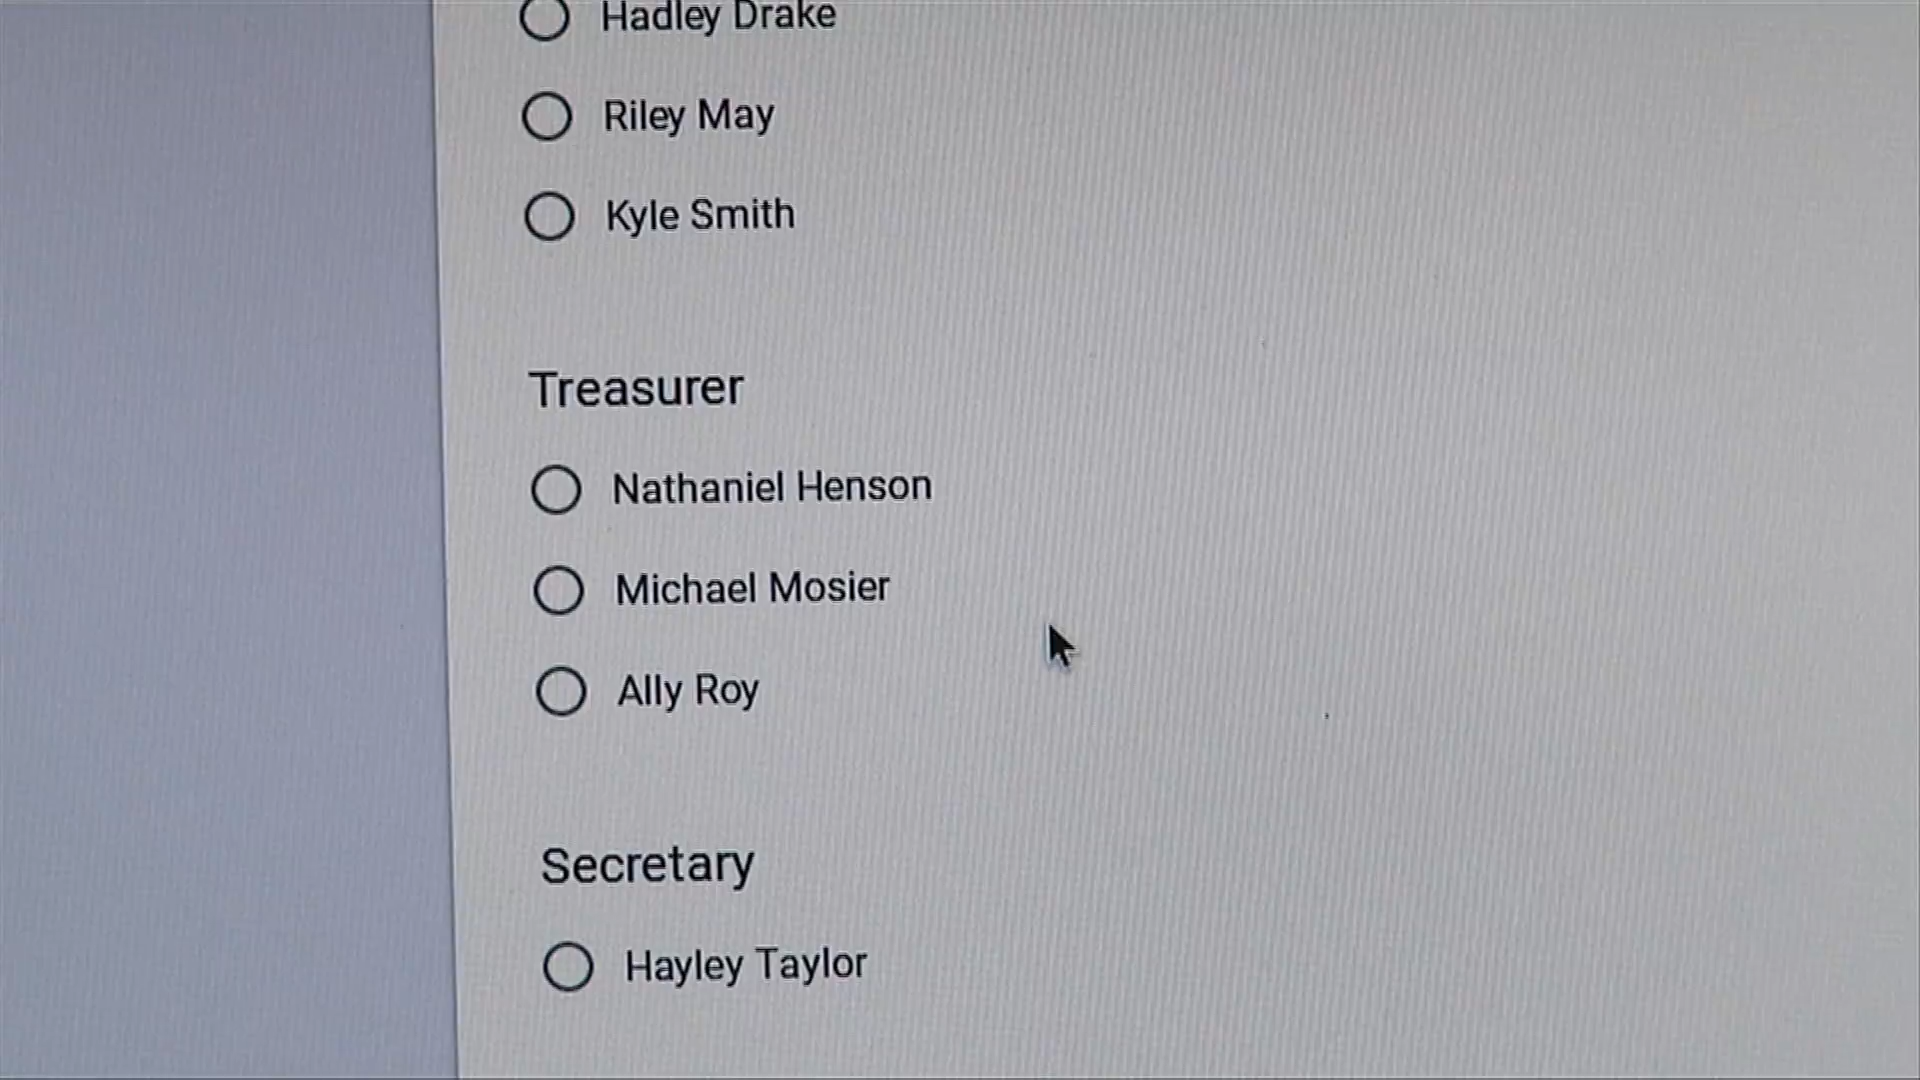 Hadley Drake
Riley May
Kyle Smith
Treasurer
Nathaniel Henson
Michael Mosier
Ally Roy
Secretary
Hayley Taylor